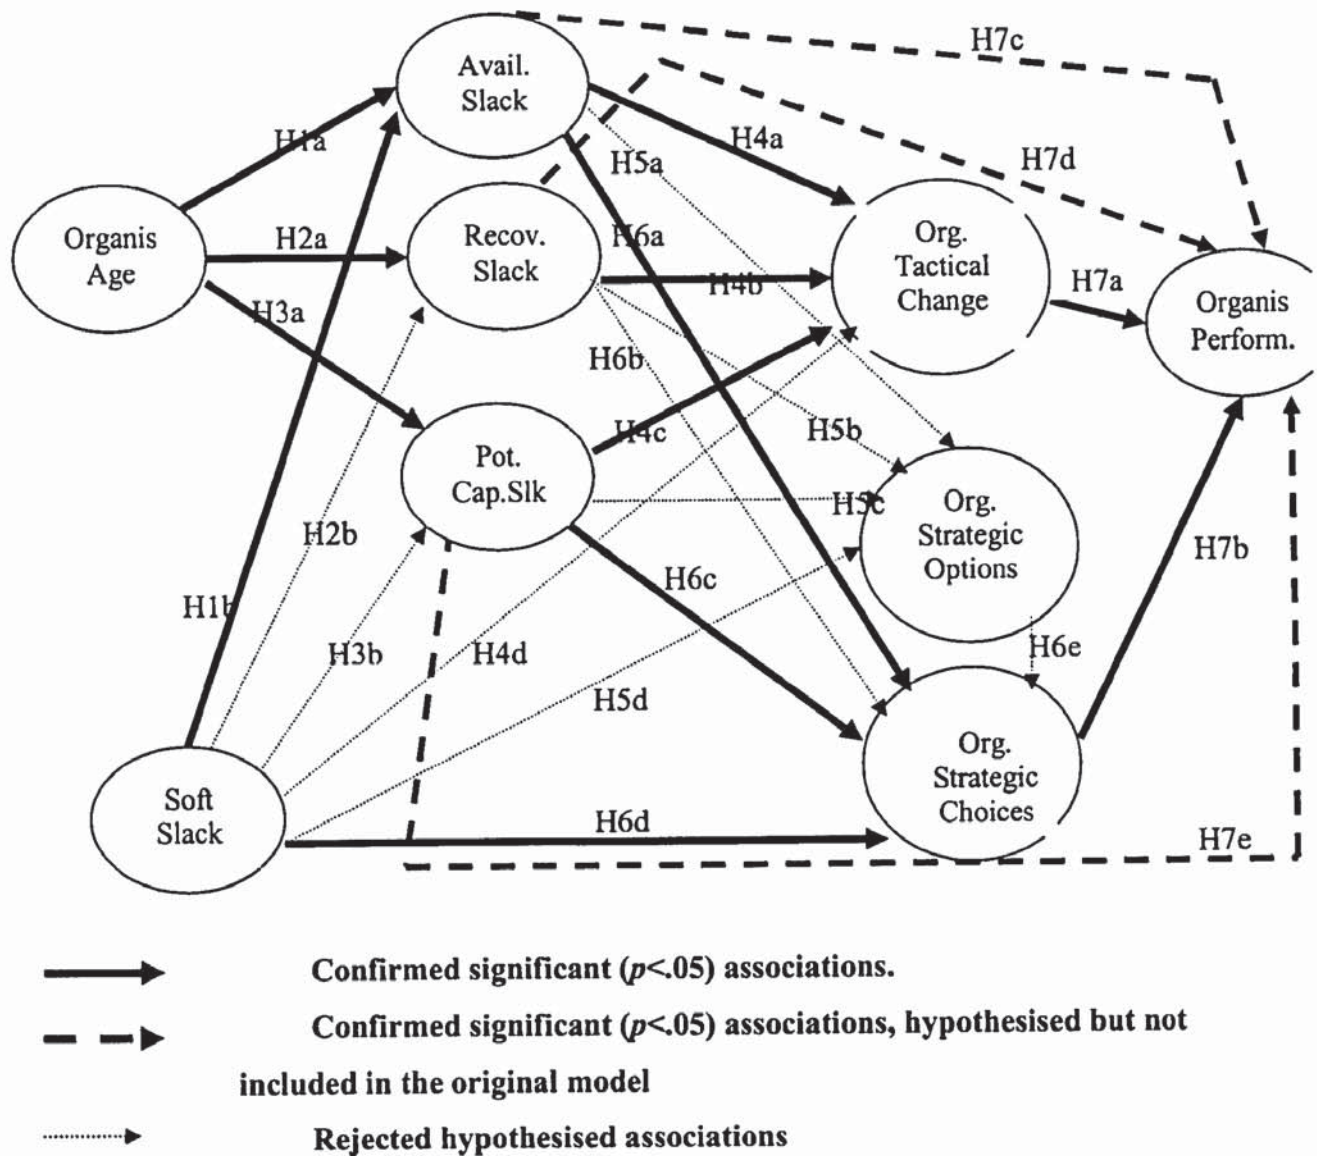 H7c
Avail.
Slack
H1a
H4a
H5a
H7d
Organis
Age
H2a
Recov.
Slack
H6a
H4b
Org.
Tactical
Change
H7a
Organis
Perform.
H3a
H6b
Pot.
Cap.Slk
H4c
H5b
H5c
Org.
Strategic
Options
H2b
H7b
H6c
H1b
H3b
H4d
H5d
H6e
Org.
Strategic
Choices
Soft
Slack
H6d
H7e
Confirmed significant (p<.05) associations.
Confirmed significant (p<.05) associations, hypothesised but not
included in the original model
Rejected hypothesised associations